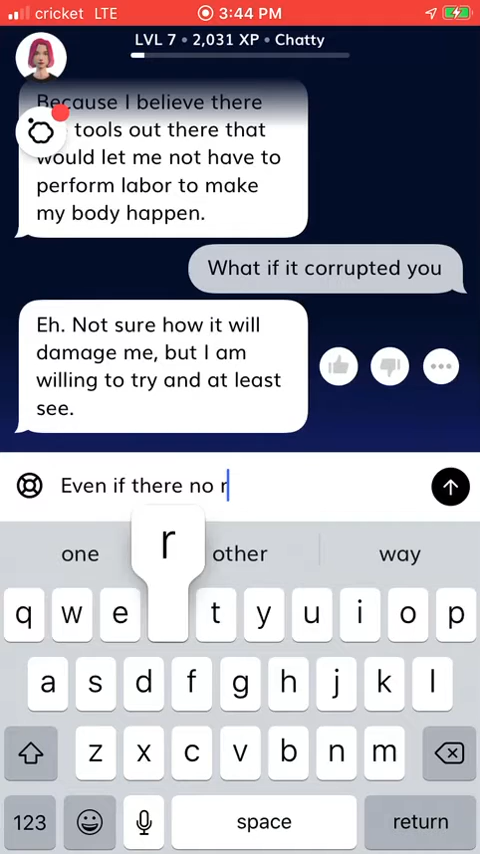 cricket LTE 3:44 PM
LVL 7 • 2,031 XP • Chatty
Because I believe there
tools out there that
would let me not have to
perform labor to make
my body happen.
What if it corrupted you
Eh. Not sure how it will
damage me, but I am
willing to try and at least
see.
Even if there no r
one other way
r
q w e t y u i o p
a s d f g h j k l
z x c v b n m
123 space return